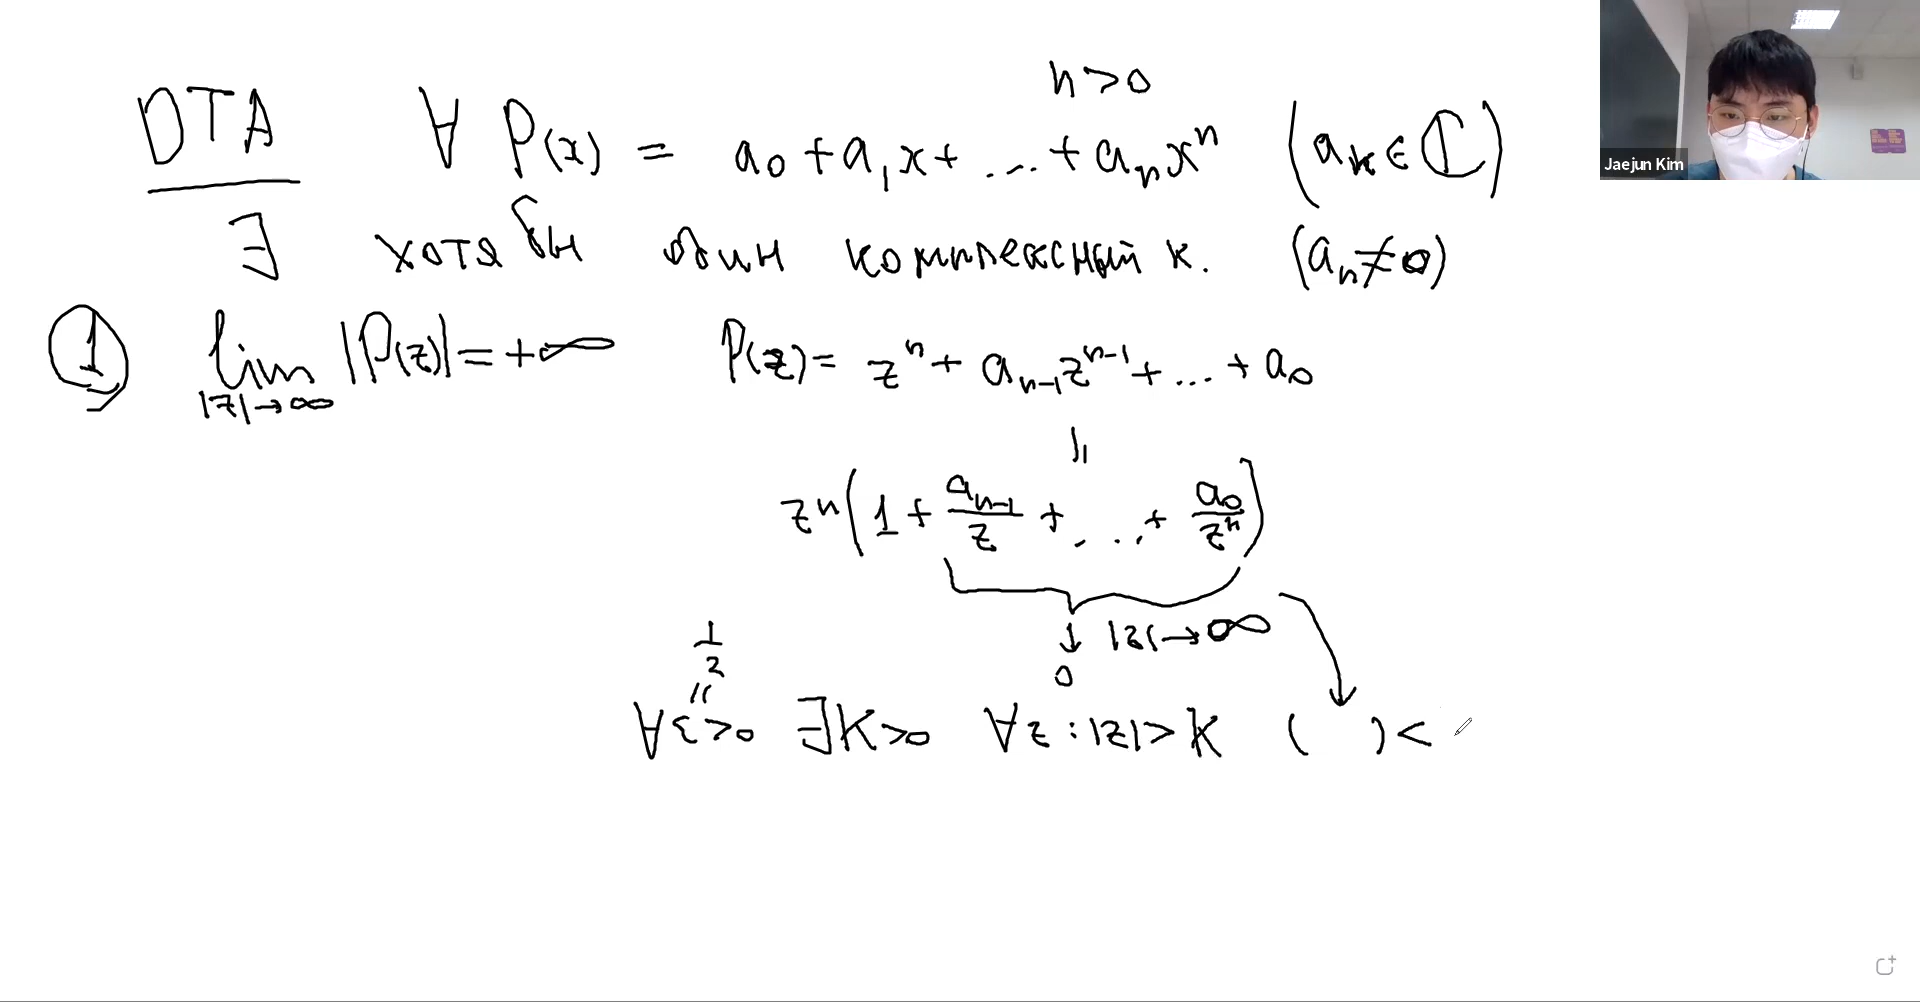 n>0
ОТА ∀ P(x) = a₀ + a₁x + ... + aₙxⁿ (aₖ ∈ ℂ)
∃ хотя бы один комплексный к. (aₙ ≠ 0)
① lim |P(z)| = +∞ P(z) = zⁿ + aₙ₋₁zⁿ⁻¹ + ... + a₀
|z|→∞
||
zⁿ(1 + aₙ₋₁/z + ... + a₀/zⁿ)
↓ |z|→∞
0
1/2
||
∀ε>0 ∃K>0 ∀z : |z|>K ( ) <
Jaejun Kim